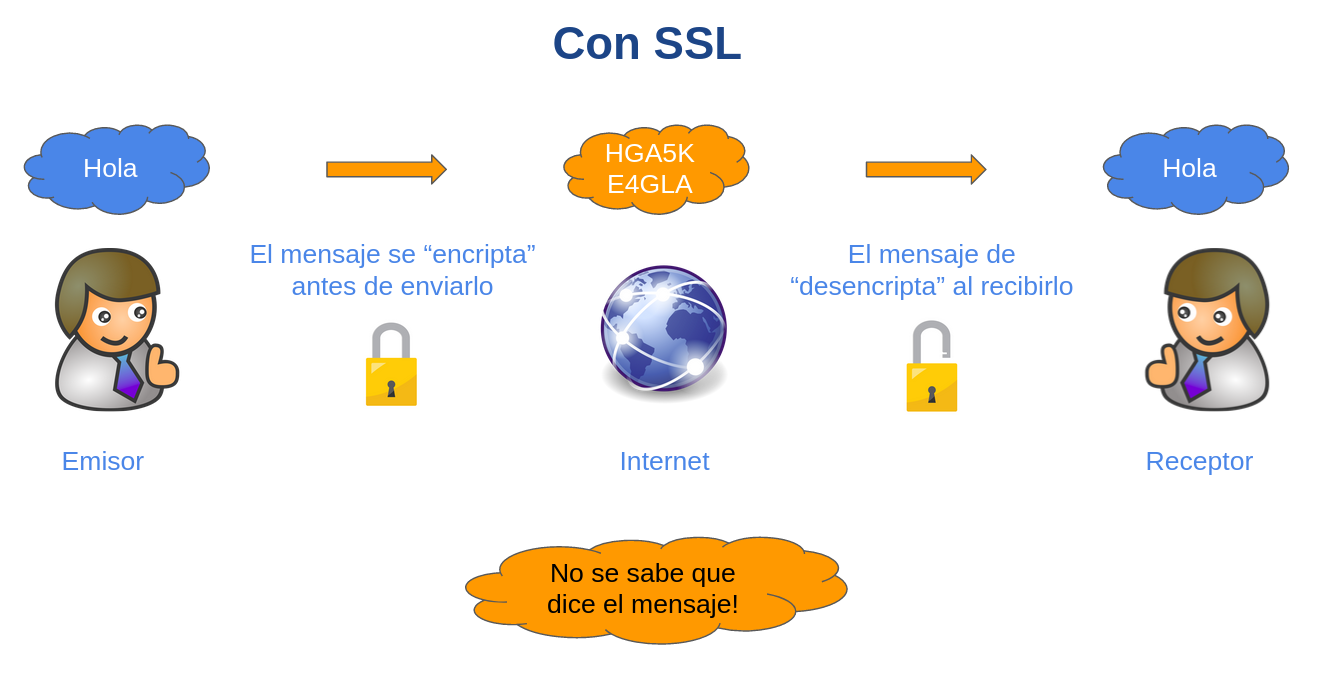 Con SSL
Hola
HGA5K
E4GLA
Hola
El mensaje se “encripta”
antes de enviarlo
El mensaje de
“desencripta” al recibirlo
Emisor
Internet
Receptor
No se sabe que
dice el mensaje!